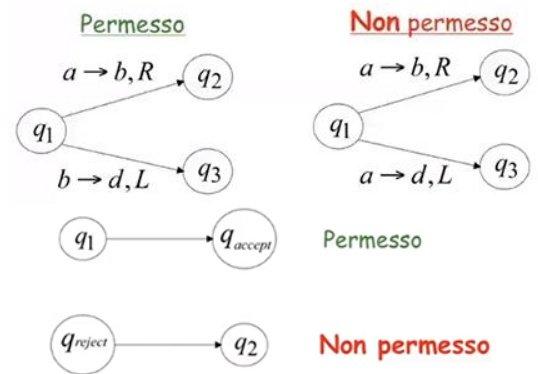 Permesso
Non permesso
a → b, R
q2
q1
b → d, L
q3
a → b, R
q2
q1
a → d, L
q3
q1
qaccept
Permesso
qreject
q2
Non permesso